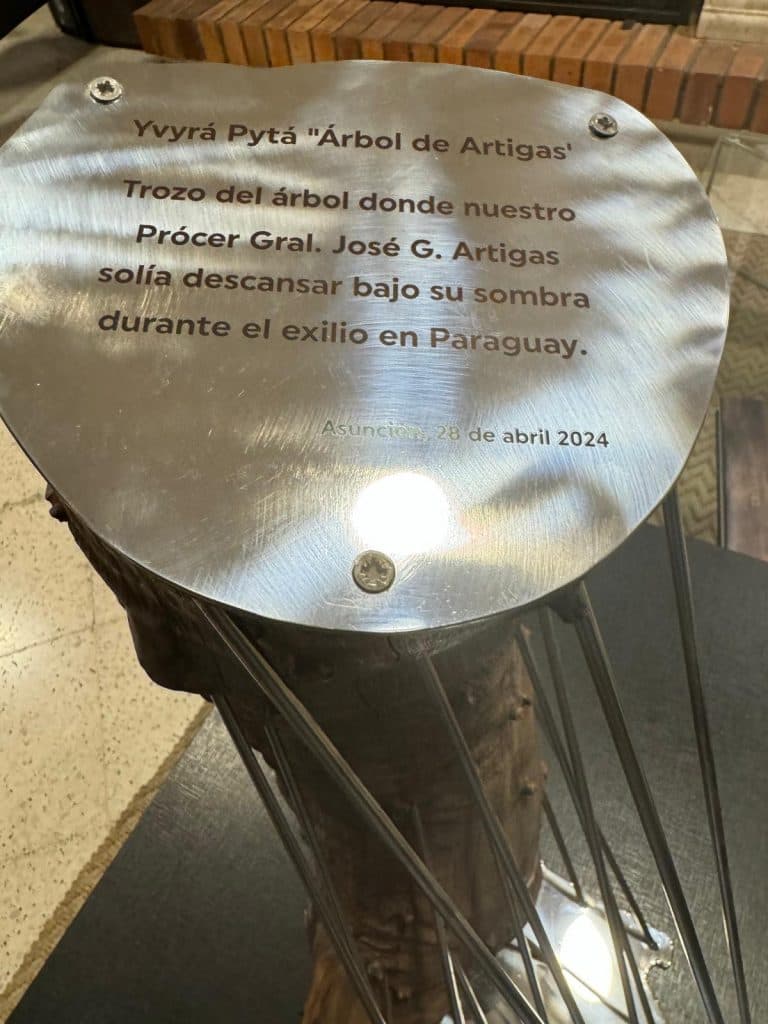 Yvyrá Pytá "Árbol de Artigas'
Trozo del árbol donde nuestro
Prócer Gral. José G. Artigas
solía descansar bajo su sombra
durante el exilio en Paraguay.
Asunción, 28 de abril 2024